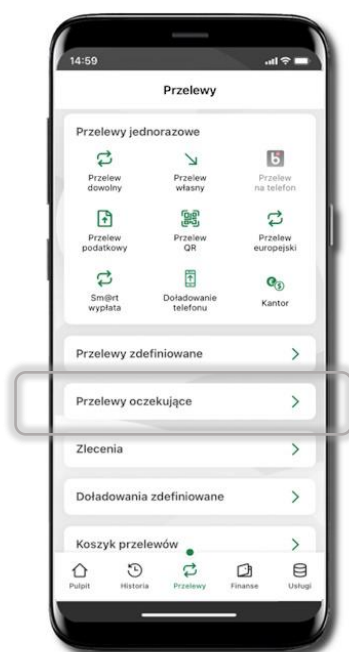 14:59
Przelewy
Przelewy jednorazowe
Przelew
dowolny
Przelew
własny
Przelew
na telefon
Przelew
podatkowy
Przelew
QR
Przelew
europejski
Sm@rt
wypłata
Doładowanie
telefonu
Kantor
Przelewy zdefiniowane
Przelewy oczekujące
Zlecenia
Doładowania zdefiniowane
Koszyk przelewów
Pulpit
Historia
Przelewy
Finanse
Usługi